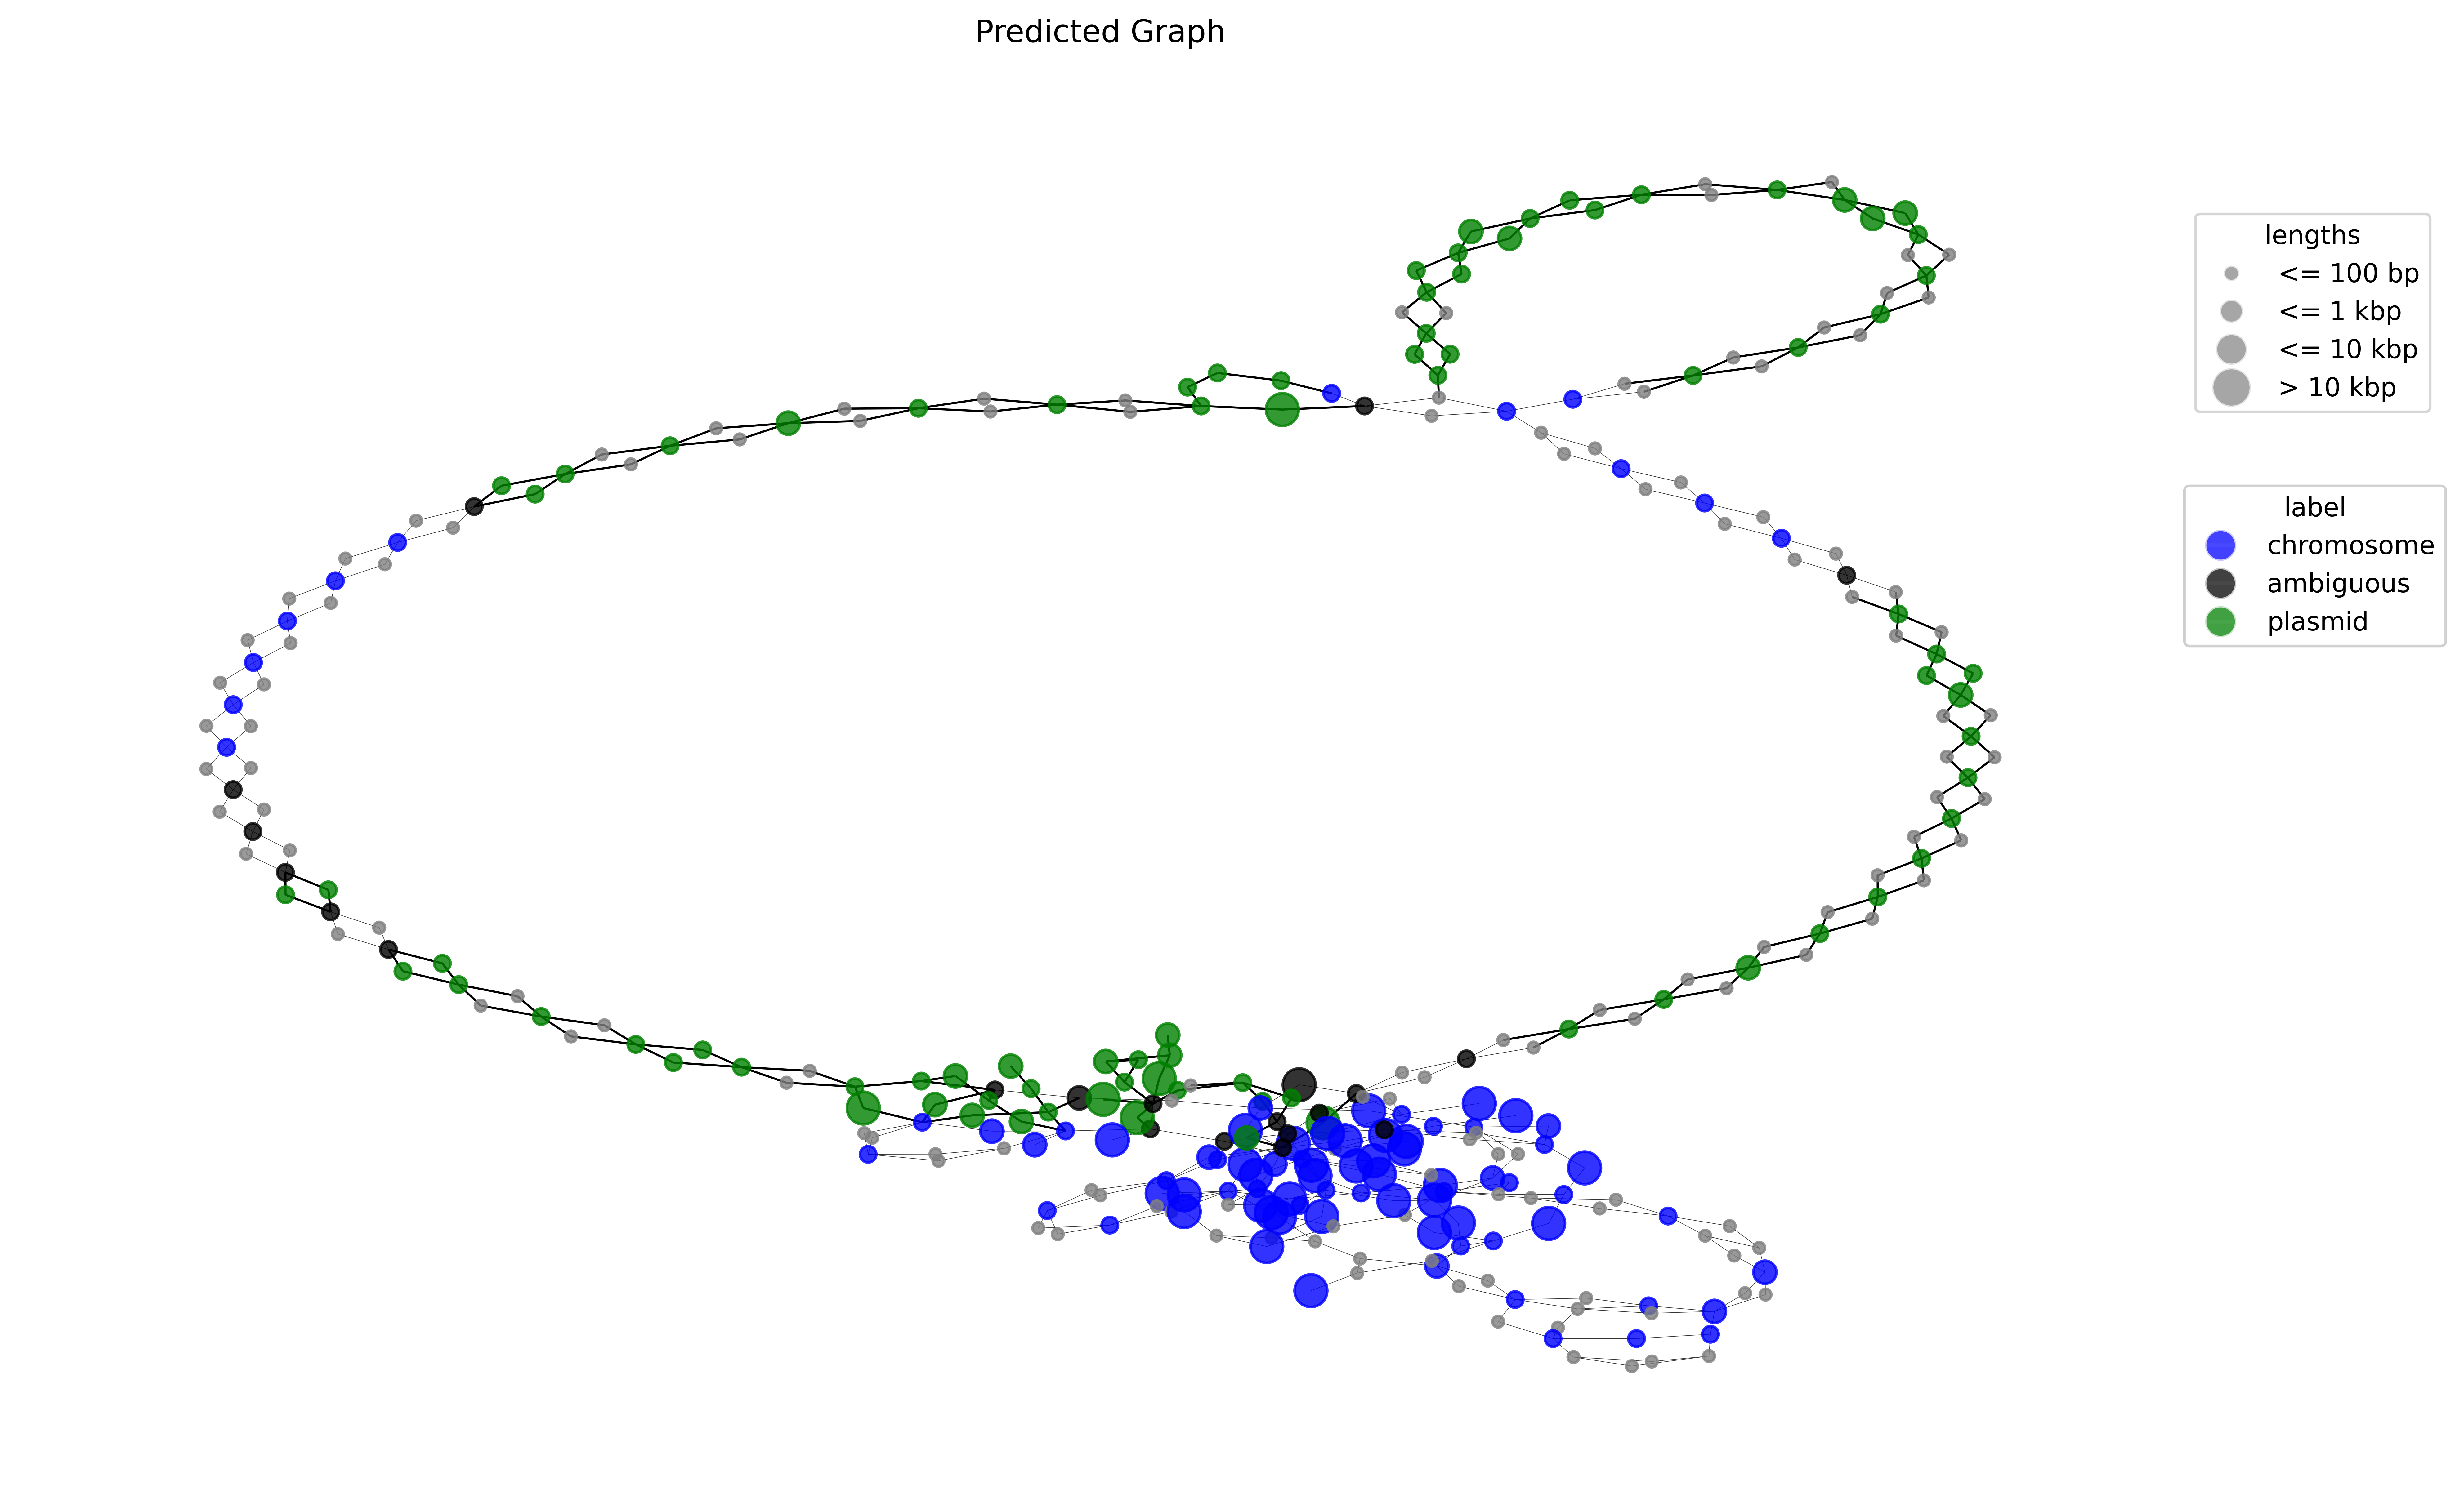 Predicted Graph
lengths
<= 100 bp
<= 1 kbp
<= 10 kbp
> 10 kbp
label
chromosome
ambiguous
plasmid